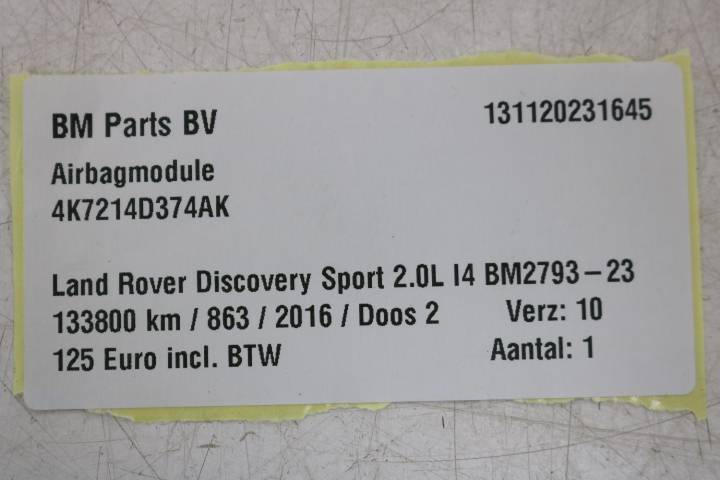 BM Parts BV 131120231645
Airbagmodule
4K7214D374AK
Land Rover Discovery Sport 2.0L I4 BM2793-23
133800 km / 863 / 2016 / Doos 2 Verz: 10
125 Euro incl. BTW Aantal: 1